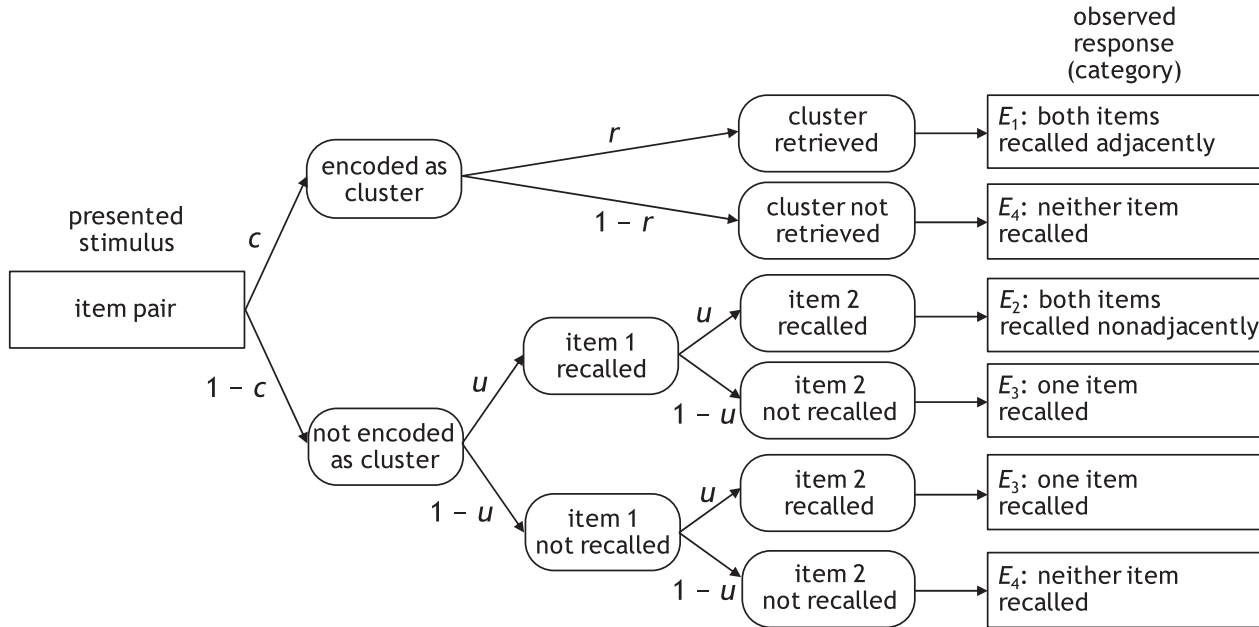 observed
response
(category)
cluster
retrieved
E1: both items
recalled adjacently
r
encoded as
cluster
1 – r
cluster not
retrieved
E4: neither item
recalled
presented
stimulus
c
item pair
item 2
recalled
E2: both items
recalled nonadjacently
u
item 1
recalled
1 – c
u
1 – u
item 2
not recalled
E3: one item
recalled
not encoded
as cluster
item 2
recalled
E3: one item
recalled
u
1 – u
item 1
not recalled
1 – u
item 2
not recalled
E4: neither item
recalled